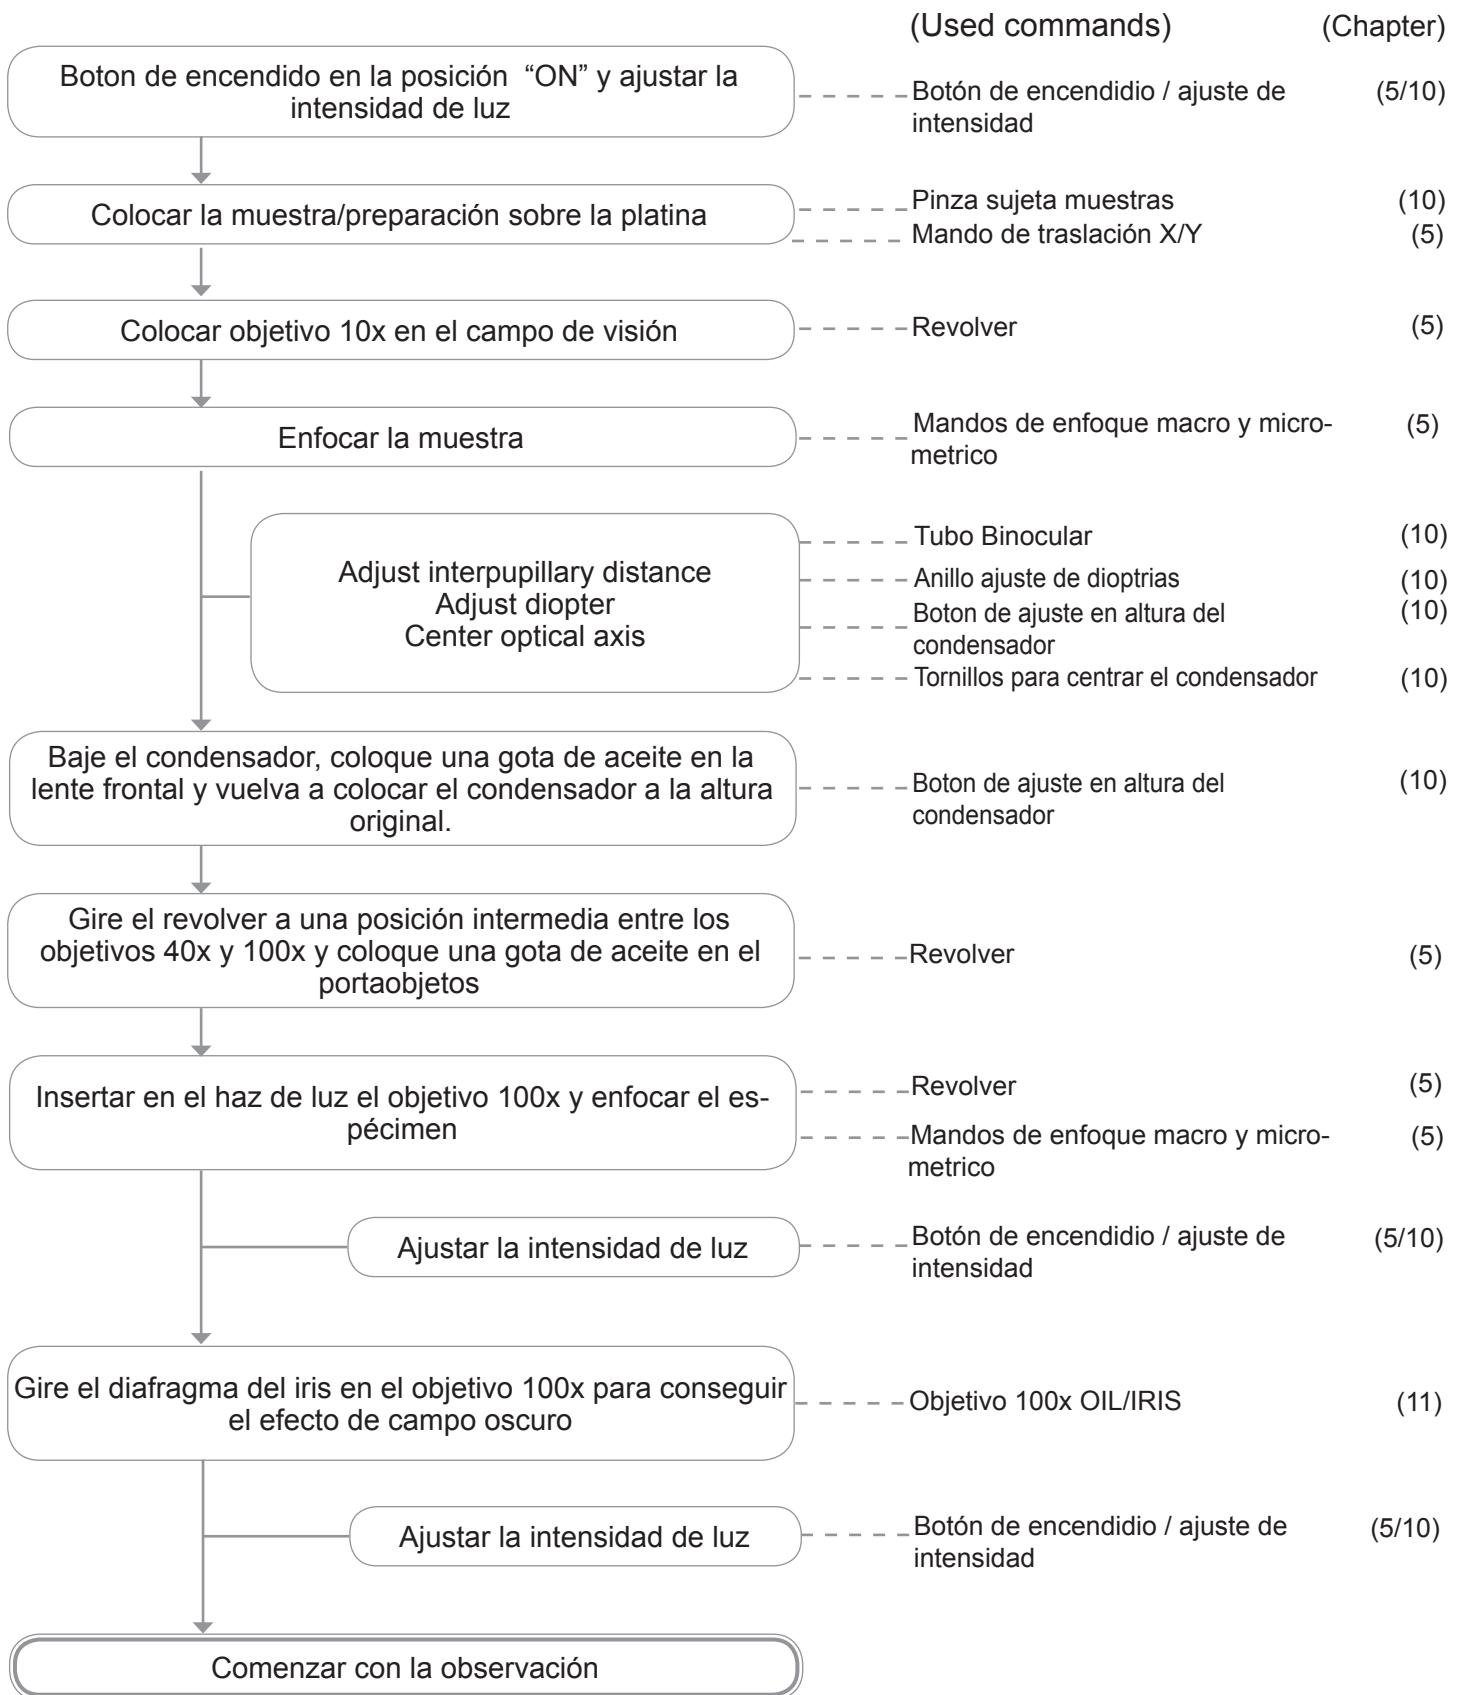 (Used commands) (Chapter)
Boton de encendido en la posición “ON” y ajustar la
intensidad de luz
Botón de encendidio / ajuste de (5/10)
intensidad
Colocar la muestra/preparación sobre la platina
Pinza sujeta muestras (10)
Mando de traslación X/Y (5)
Colocar objetivo 10x en el campo de visión
Revolver (5)
Enfocar la muestra
Mandos de enfoque macro y micro- (5)
metrico
Adjust interpupillary distance
Adjust diopter
Center optical axis
Tubo Binocular (10)
Anillo ajuste de dioptrias (10)
Boton de ajuste en altura del (10)
condensador
Tornillos para centrar el condensador (10)
Baje el condensador, coloque una gota de aceite en la
lente frontal y vuelva a colocar el condensador a la altura
original.
Boton de ajuste en altura del (10)
condensador
Gire el revolver a una posición intermedia entre los
objetivos 40x y 100x y coloque una gota de aceite en el
portaobjetos
Revolver (5)
Insertar en el haz de luz el objetivo 100x y enfocar el es-
pécimen
Revolver (5)
Mandos de enfoque macro y micro- (5)
metrico
Ajustar la intensidad de luz
Botón de encendidio / ajuste de (5/10)
intensidad
Gire el diafragma del iris en el objetivo 100x para conseguir
el efecto de campo oscuro
Objetivo 100x OIL/IRIS (11)
Ajustar la intensidad de luz
Botón de encendidio / ajuste de (5/10)
intensidad
Comenzar con la observación